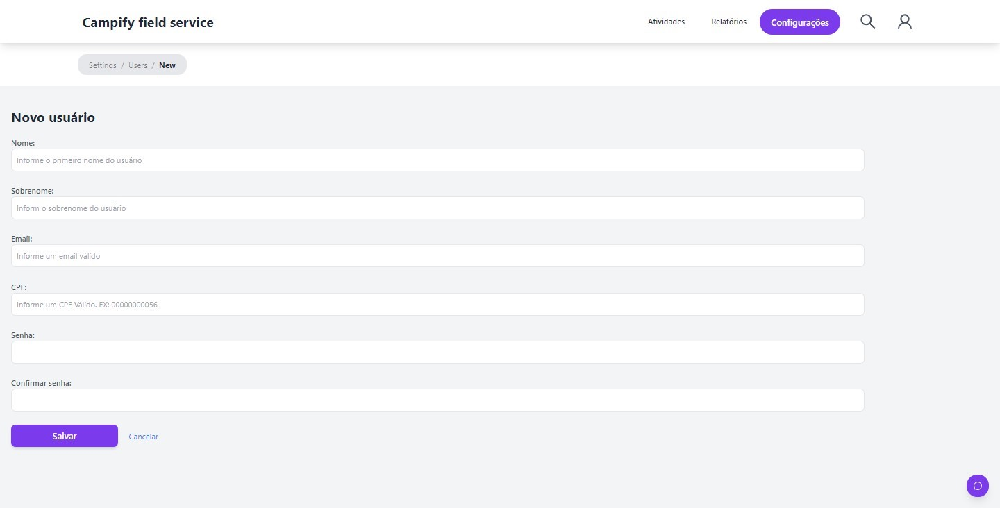 Campify field service
Atividades Relatórios Configurações
Settings / Users / New
Novo usuário
Nome:
Informe o primeiro nome do usuário
Sobrenome:
Inform o sobrenome do usuário
Email:
Informe um email válido
CPF:
Informe um CPF Válido. EX: 00000000056
Senha:
Confirmar senha:
Salvar Cancelar